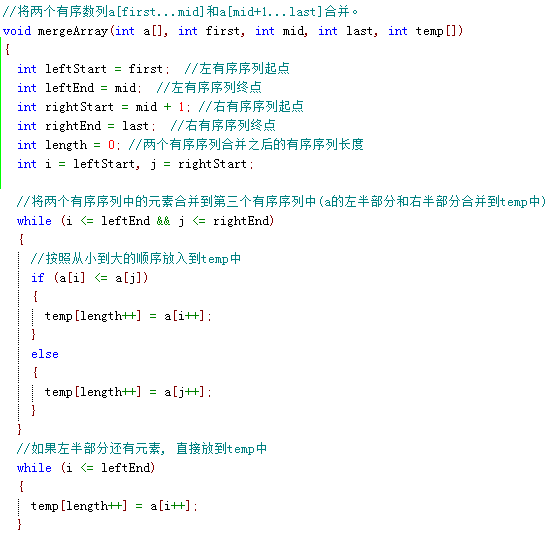 //将两个有序数列a[first...mid]和a[mid+1...last]合并。
void mergeArray(int a[], int first, int mid, int last, int temp[])
{
int leftStart = first; //左有序序列起点
int leftEnd = mid; //左有序序列终点
int rightStart = mid + 1; //右有序序列起点
int rightEnd = last; //右有序序列终点
int length = 0; //两个有序序列合并之后的有序序列长度
int i = leftStart, j = rightStart;
//将两个有序序列中的元素合并到第三个有序序列中(a的左半部分和右半部分合并到temp中)
while (i <= leftEnd && j <= rightEnd)
{
//按照从小到大的顺序放入到temp中
if (a[i] <= a[j])
{
temp[length++] = a[i++];
}
else
{
temp[length++] = a[j++];
}
}
//如果左半部分还有元素, 直接放到temp中
while (i <= leftEnd)
{
temp[length++] = a[i++];
}